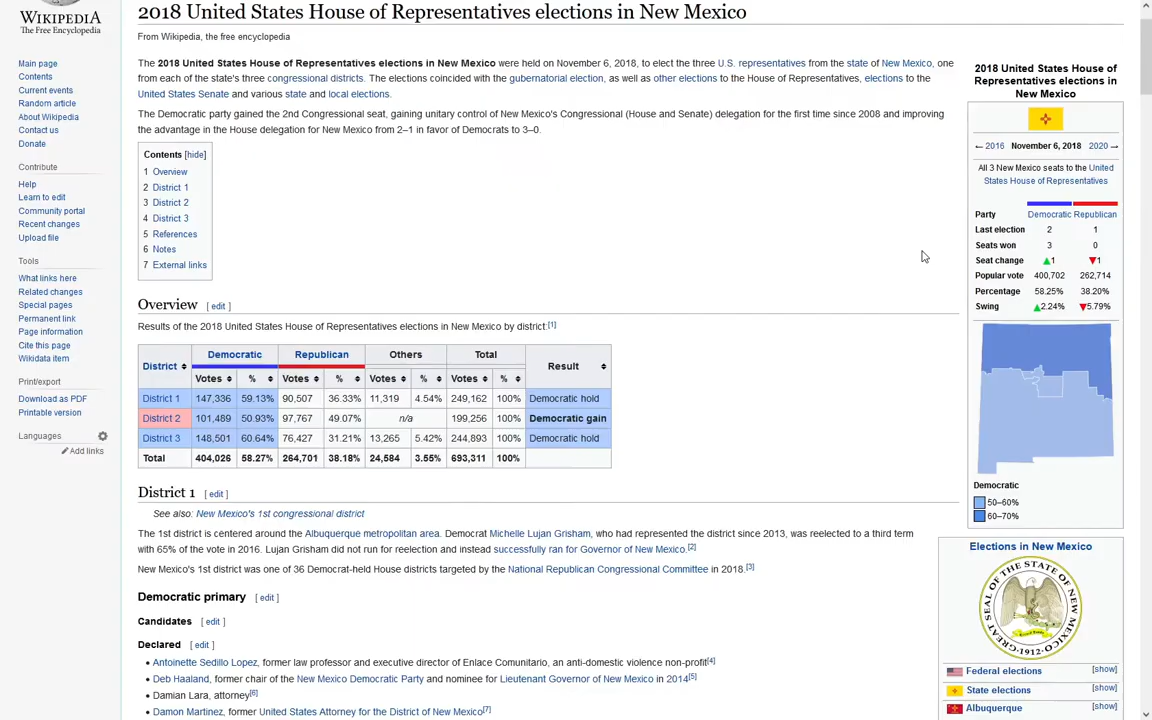 2018 United States House of Representatives elections in New Mexico
WIKIPEDIA
The Free Encyclopedia
From Wikipedia, the free encyclopedia
Main page
Contents
Current events
Random article
About Wikipedia
Contact us
Donate
Contribute
Help
Learn to edit
Community portal
Recent changes
Upload file
Tools
What links here
Related changes
Special pages
Permanent link
Page information
Cite this page
Wikidata item
Print/export
Download as PDF
Printable version
Languages
Add links
The 2018 United States House of Representatives elections in New Mexico were held on November 6, 2018, to elect the three U.S. representatives from the state of New Mexico, one
from each of the state's three congressional districts. The elections coincided with the gubernatorial election, as well as other elections to the House of Representatives, elections to the
United States Senate and various state and local elections.
The Democratic party gained the 2nd Congressional seat, gaining unitary control of New Mexico's Congressional (House and Senate) delegation for the first time since 2008 and improving
the advantage in the House delegation for New Mexico from 2–1 in favor of Democrats to 3–0.
Contents [hide]
1 Overview
2 District 1
3 District 2
4 District 3
5 References
6 Notes
7 External links
Overview [ edit ]
Results of the 2018 United States House of Representatives elections in New Mexico by district:[1]
District Democratic Republican Others Total Result
Votes % Votes % Votes % Votes %
District 1 147,336 59.13% 90,507 36.33% 11,319 4.54% 249,162 100% Democratic hold
District 2 101,489 50.93% 97,767 49.07% n/a 199,256 100% Democratic gain
District 3 148,501 60.64% 76,427 31.21% 13,265 5.42% 244,893 100% Democratic hold
Total 404,026 58.27% 264,701 38.18% 24,584 3.55% 693,311 100%
District 1 [ edit ]
See also: New Mexico's 1st congressional district
The 1st district is centered around the Albuquerque metropolitan area. Democrat Michelle Lujan Grisham, who had represented the district since 2013, was reelected to a third term
with 65% of the vote in 2016. Lujan Grisham did not run for reelection and instead successfully ran for Governor of New Mexico.[2]
New Mexico's 1st district was one of 36 Democrat-held House districts targeted by the National Republican Congressional Committee in 2018.[3]
Democratic primary [ edit ]
Candidates [ edit ]
Declared [ edit ]
• Antoinette Sedillo Lopez, former law professor and executive director of Enlace Comunitario, an anti-domestic violence non-profit[4]
• Deb Haaland, former chair of the New Mexico Democratic Party and nominee for Lieutenant Governor of New Mexico in 2014[5]
• Damian Lara, attorney[6]
• Damon Martinez, former United States Attorney for the District of New Mexico[7]
2018 United States House of
Representatives elections in
New Mexico
← 2016 November 6, 2018 2020 →
All 3 New Mexico seats to the United
States House of Representatives
Party Democratic Republican
Last election 2 1
Seats won 3 0
Seat change ▲1 ▼1
Popular vote 400,702 262,714
Percentage 58.25% 38.20%
Swing ▲2.24% ▼5.79%
Democratic
50–60%
60–70%
Elections in New Mexico
GREAT SEAL OF THE STATE OF NEW MEXICO
•1912•
Federal elections [show]
State elections [show]
Albuquerque [show]